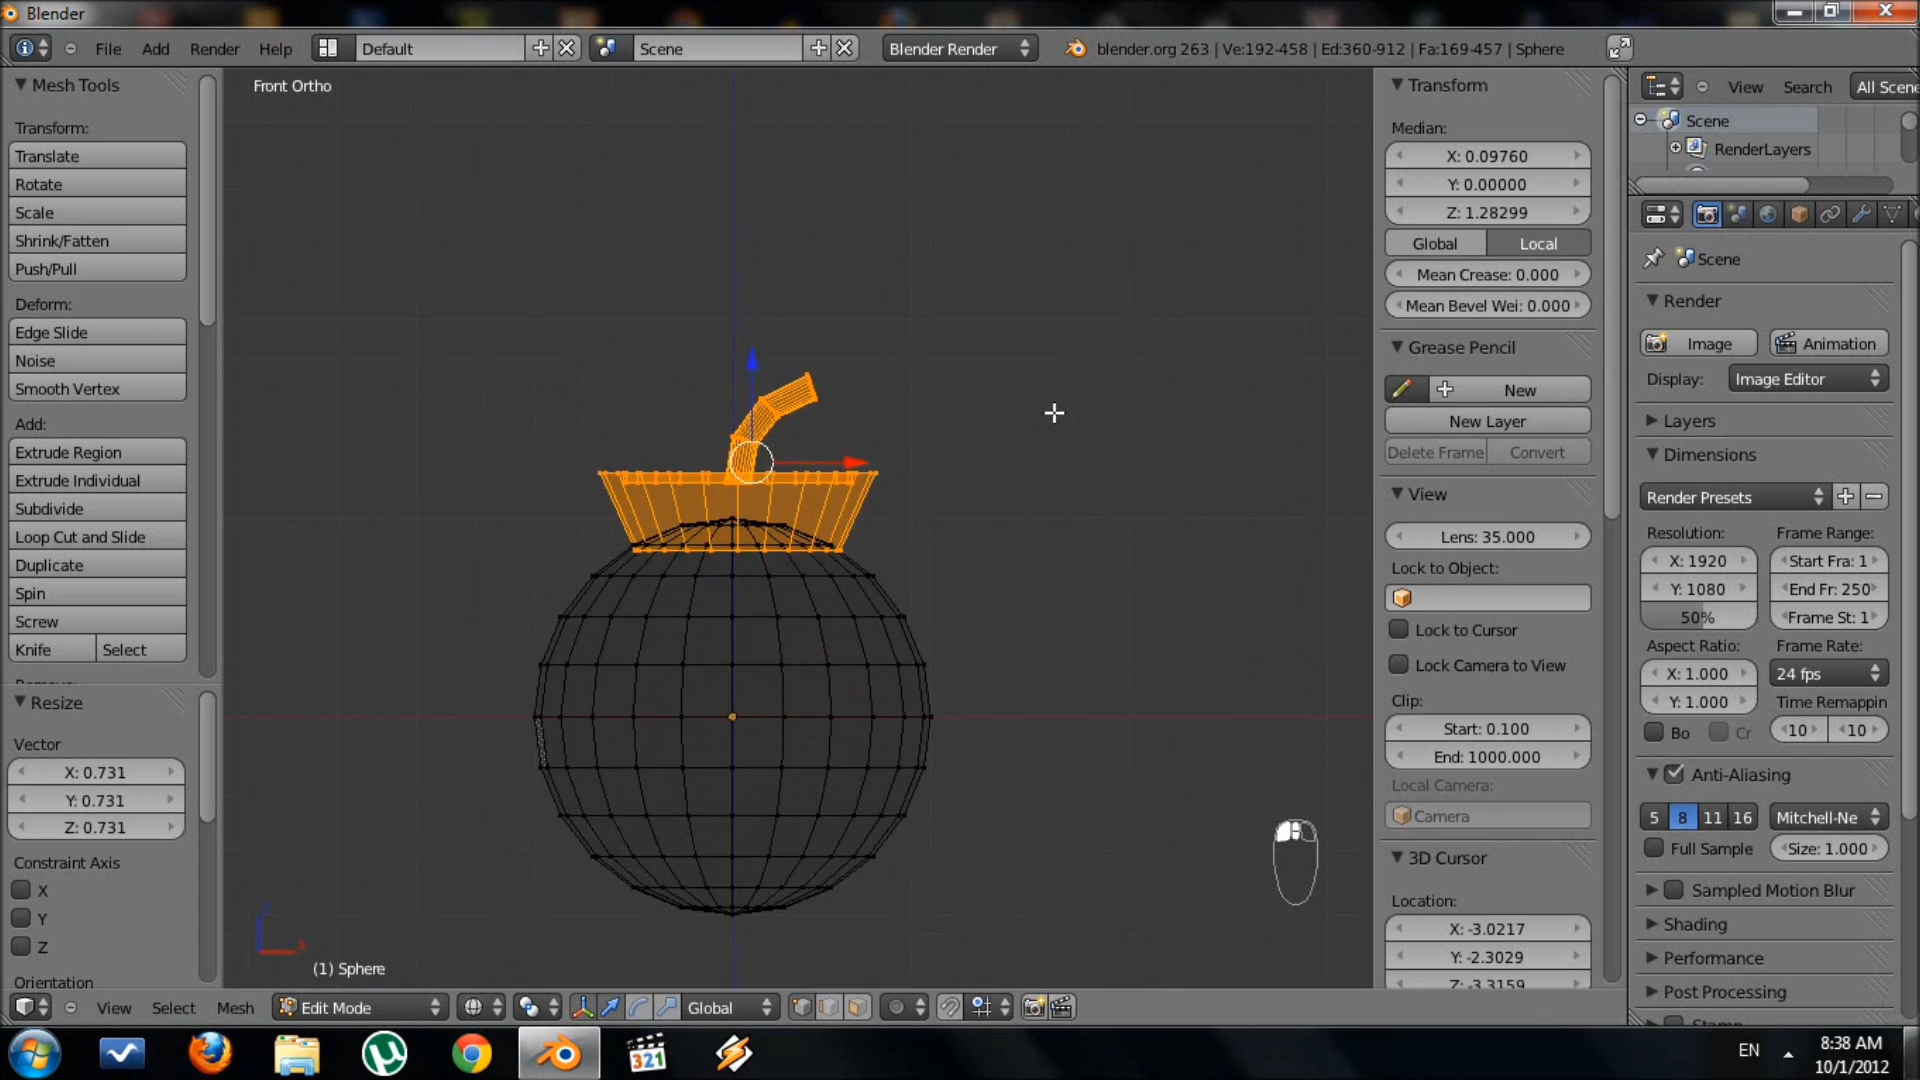 Blender
File Add Render Help Default Scene Blender Render blender.org 263 | Ve:192-458 | Ed:360-912 | Fa:169-457 | Sphere
Mesh Tools
Transform:
Translate
Rotate
Scale
Shrink/Fatten
Push/Pull
Deform:
Edge Slide
Noise
Smooth Vertex
Add:
Extrude Region
Extrude Individual
Subdivide
Loop Cut and Slide
Duplicate
Spin
Screw
Knife Select
Resize
Vector
X: 0.731
Y: 0.731
Z: 0.731
Constraint Axis
X
Y
Z
Orientation
Front Ortho
(1) Sphere
View Select Mesh Edit Mode Global
Transform
Median:
X: 0.09760
Y: 0.00000
Z: 1.28299
Global Local
Mean Crease: 0.000
Mean Bevel Wei: 0.000
Grease Pencil
New
New Layer
Delete Frame Convert
View
Lens: 35.000
Lock to Object:
Lock to Cursor
Lock Camera to View
Clip:
Start: 0.100
End: 1000.000
Local Camera:
Camera
3D Cursor
Location:
X: -3.0217
Y: -2.3029
Z: -3.3159
View Search All Scene
Scene
RenderLayers
Scene
Render
Image Animation
Display: Image Editor
Layers
Dimensions
Render Presets
Resolution: Frame Range:
X: 1920 Start Fra: 1
Y: 1080 End Fr: 250
50% Frame St: 1
Aspect Ratio: Frame Rate:
X: 1.000 24 fps
Y: 1.000 Time Remappin
Bo Cr 10 10
Anti-Aliasing
5 8 11 16 Mitchell-Ne
Full Sample Size: 1.000
Sampled Motion Blur
Shading
Performance
Post Processing
321
EN 8:38 AM
10/1/2012